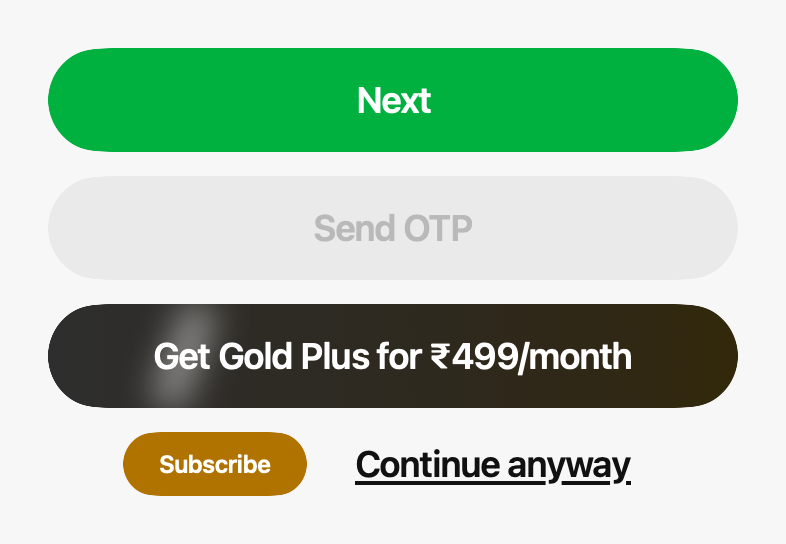 Next
Send OTP
Get Gold Plus for ₹499/month
Subscribe
Continue anyway